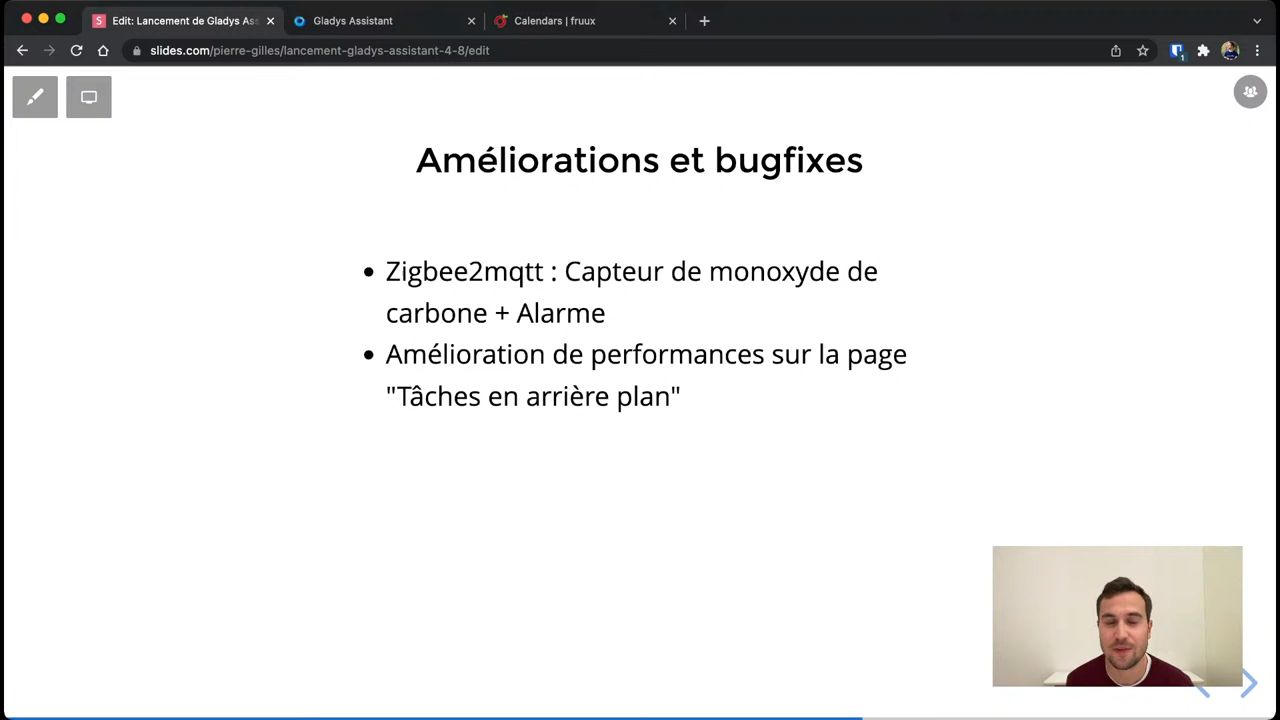 Edit: Lancement de Gladys Ass
Gladys Assistant
Calendars | fruux
slides.com/pierre-gilles/lancement-gladys-assistant-4-8/edit
1
Améliorations et bugfixes
• Zigbee2mqtt : Capteur de monoxyde de
carbone + Alarme
• Amélioration de performances sur la page
"Tâches en arrière plan"